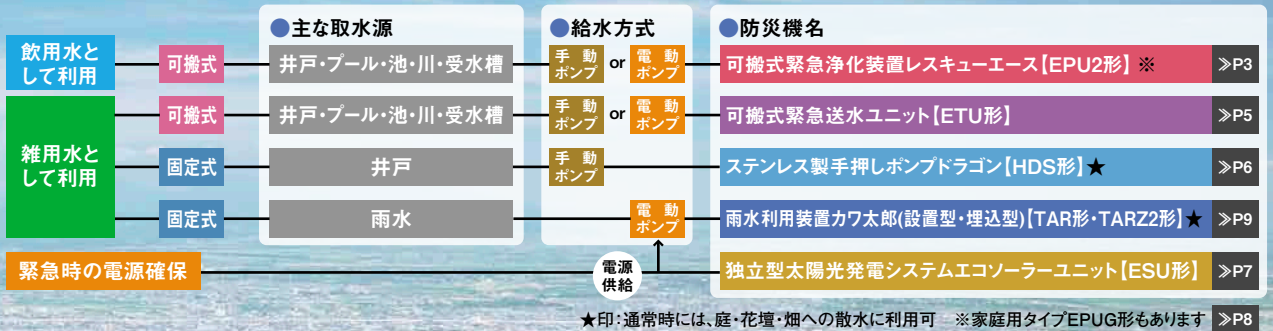 ●主な取水源
●給水方式
●防災機名
飲用水と
して利用
可搬式
井戸・プール・池・川・受水槽
手動
ポンプ
or
電動
ポンプ
可搬式緊急浄化装置レスキューエース【EPU2形】※
≫P3
雑用水と
して利用
可搬式
井戸・プール・池・川・受水槽
手動
ポンプ
or
電動
ポンプ
可搬式緊急送水ユニット【ETU形】
≫P5
固定式
井戸
手動
ポンプ
ステンレス製手押しポンプドラゴン【HDS形】★
≫P6
固定式
雨水
電動
ポンプ
雨水利用装置カワ太郎(設置型・埋込型)【TAR形・TARZ2形】★
≫P9
緊急時の電源確保
電源
供給
独立型太陽光発電システムエコソーラーユニット【ESU形】
≫P7
★印:通常時には、庭・花壇・畑への散水に利用可 ※家庭用タイプEPUG形もあります ≫P8